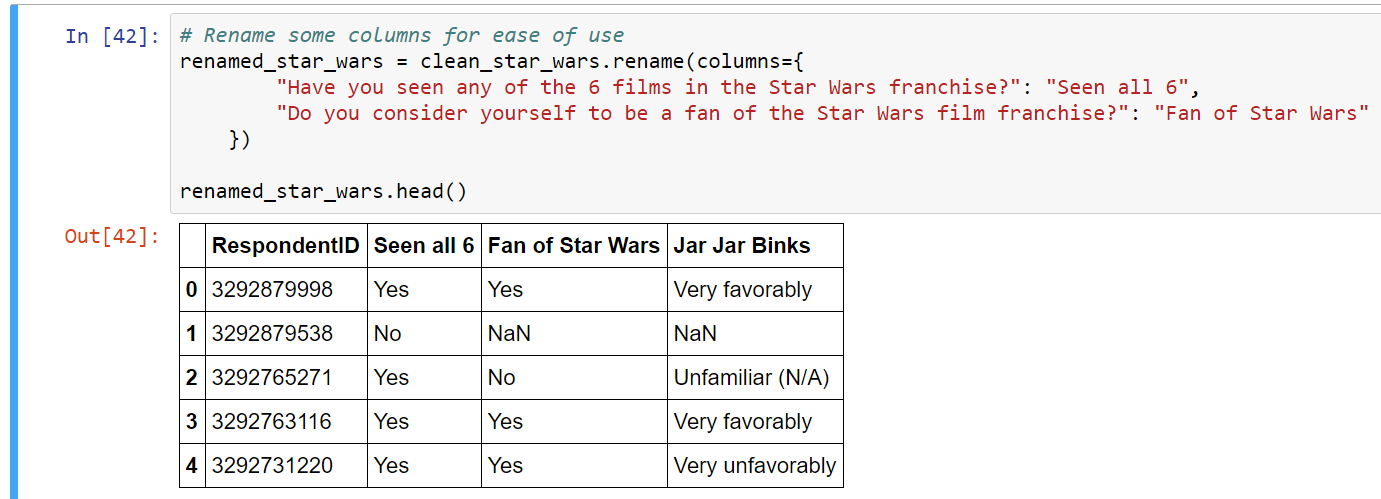 In [42]: # Rename some columns for ease of use
renamed_star_wars = clean_star_wars.rename(columns={
        "Have you seen any of the 6 films in the Star Wars franchise?": "Seen all 6",
        "Do you consider yourself to be a fan of the Star Wars film franchise?": "Fan of Star Wars"
    })
renamed_star_wars.head()
Out[42]:
RespondentID Seen all 6 Fan of Star Wars Jar Jar Binks
0 3292879998 Yes Yes Very favorably
1 3292879538 No NaN NaN
2 3292765271 Yes No Unfamiliar (N/A)
3 3292763116 Yes Yes Very favorably
4 3292731220 Yes Yes Very unfavorably